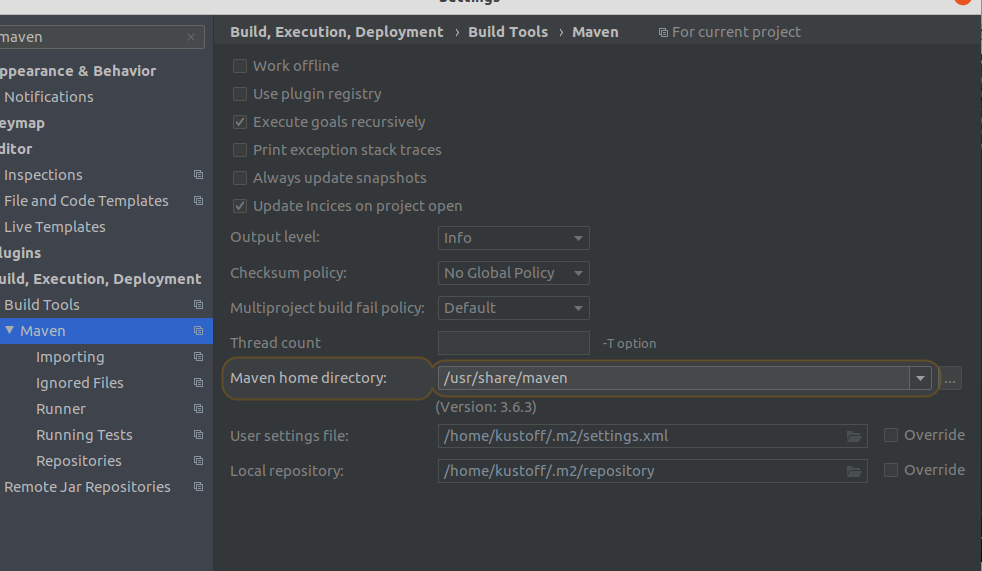 Settings
maven
Build, Execution, Deployment › Build Tools › Maven For current project
ppearance & Behavior
Notifications
eymap
ditor
Inspections
File and Code Templates
Live Templates
lugins
uild, Execution, Deployment
Build Tools
Maven
Importing
Ignored Files
Runner
Running Tests
Repositories
Remote Jar Repositories
Work offline
Use plugin registry
Execute goals recursively
Print exception stack traces
Always update snapshots
Update Incices on project open
Output level: Info
Checksum policy: No Global Policy
Multiproject build fail policy: Default
Thread count -T option
Maven home directory: /usr/share/maven ...
(Version: 3.6.3)
User settings file: /home/kustoff/.m2/settings.xml Override
Local repository: /home/kustoff/.m2/repository Override